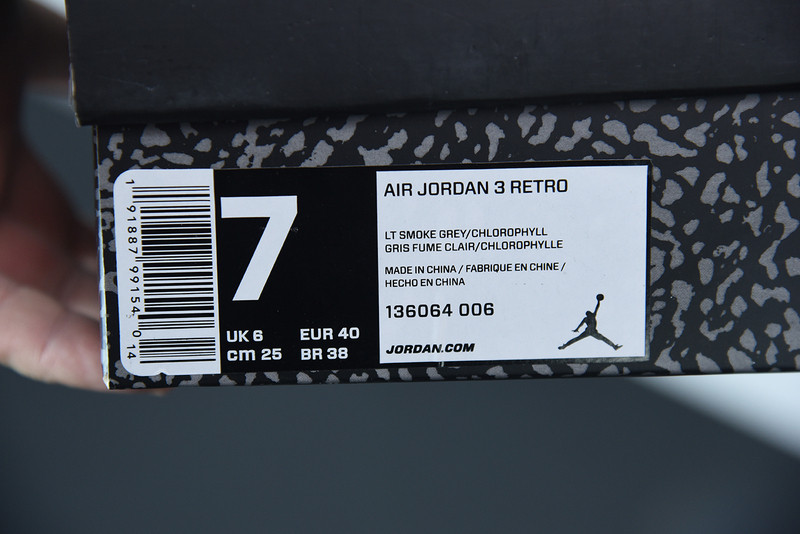 1 91887 99154 0 14
7
UK 6 EUR 40
cm 25 BR 38
AIR JORDAN 3 RETRO
LT SMOKE GREY/CHLOROPHYLL
GRIS FUME CLAIR/CHLOROPHYLLE
MADE IN CHINA / FABRIQUE EN CHINE /
HECHO EN CHINA
136064 006
JORDAN.COM